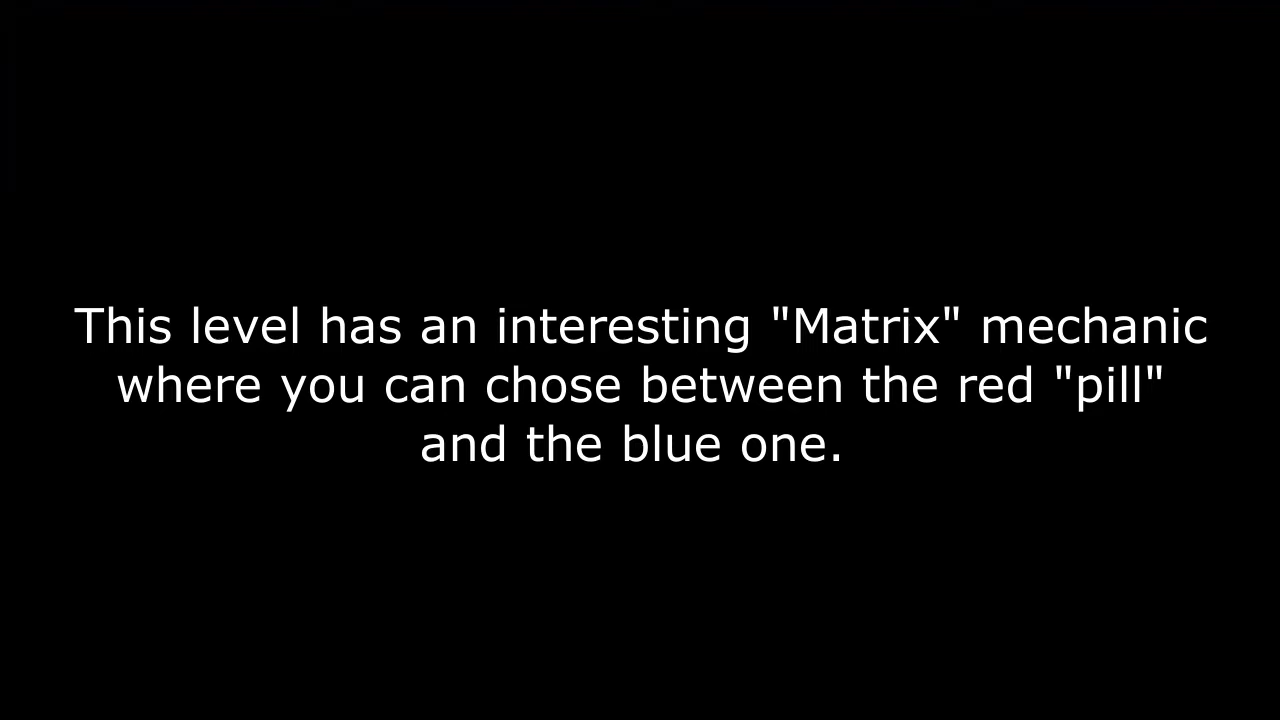 This level has an interesting "Matrix" mechanic
where you can chose between the red "pill"
and the blue one.